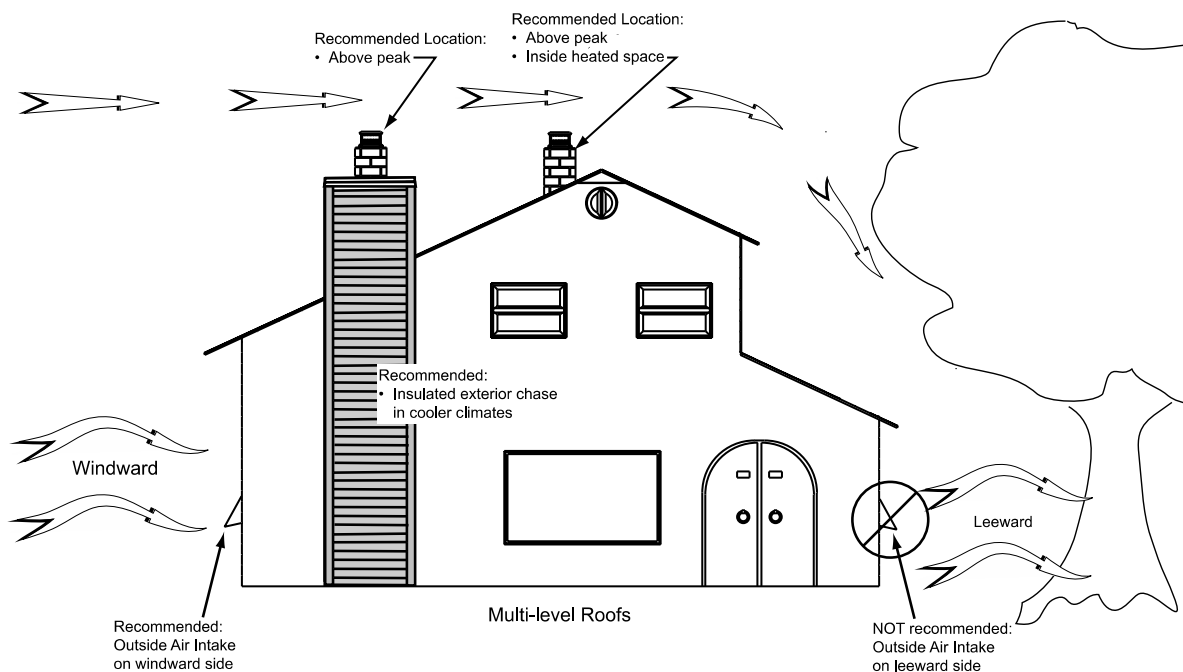 Recommended Location:
• Above peak
Recommended Location:
• Above peak
• Inside heated space
Recommended:
• Insulated exterior chase
in cooler climates
Windward
Leeward
Multi-level Roofs
Recommended:
Outside Air Intake
on windward side
NOT recommended:
Outside Air Intake
on leeward side